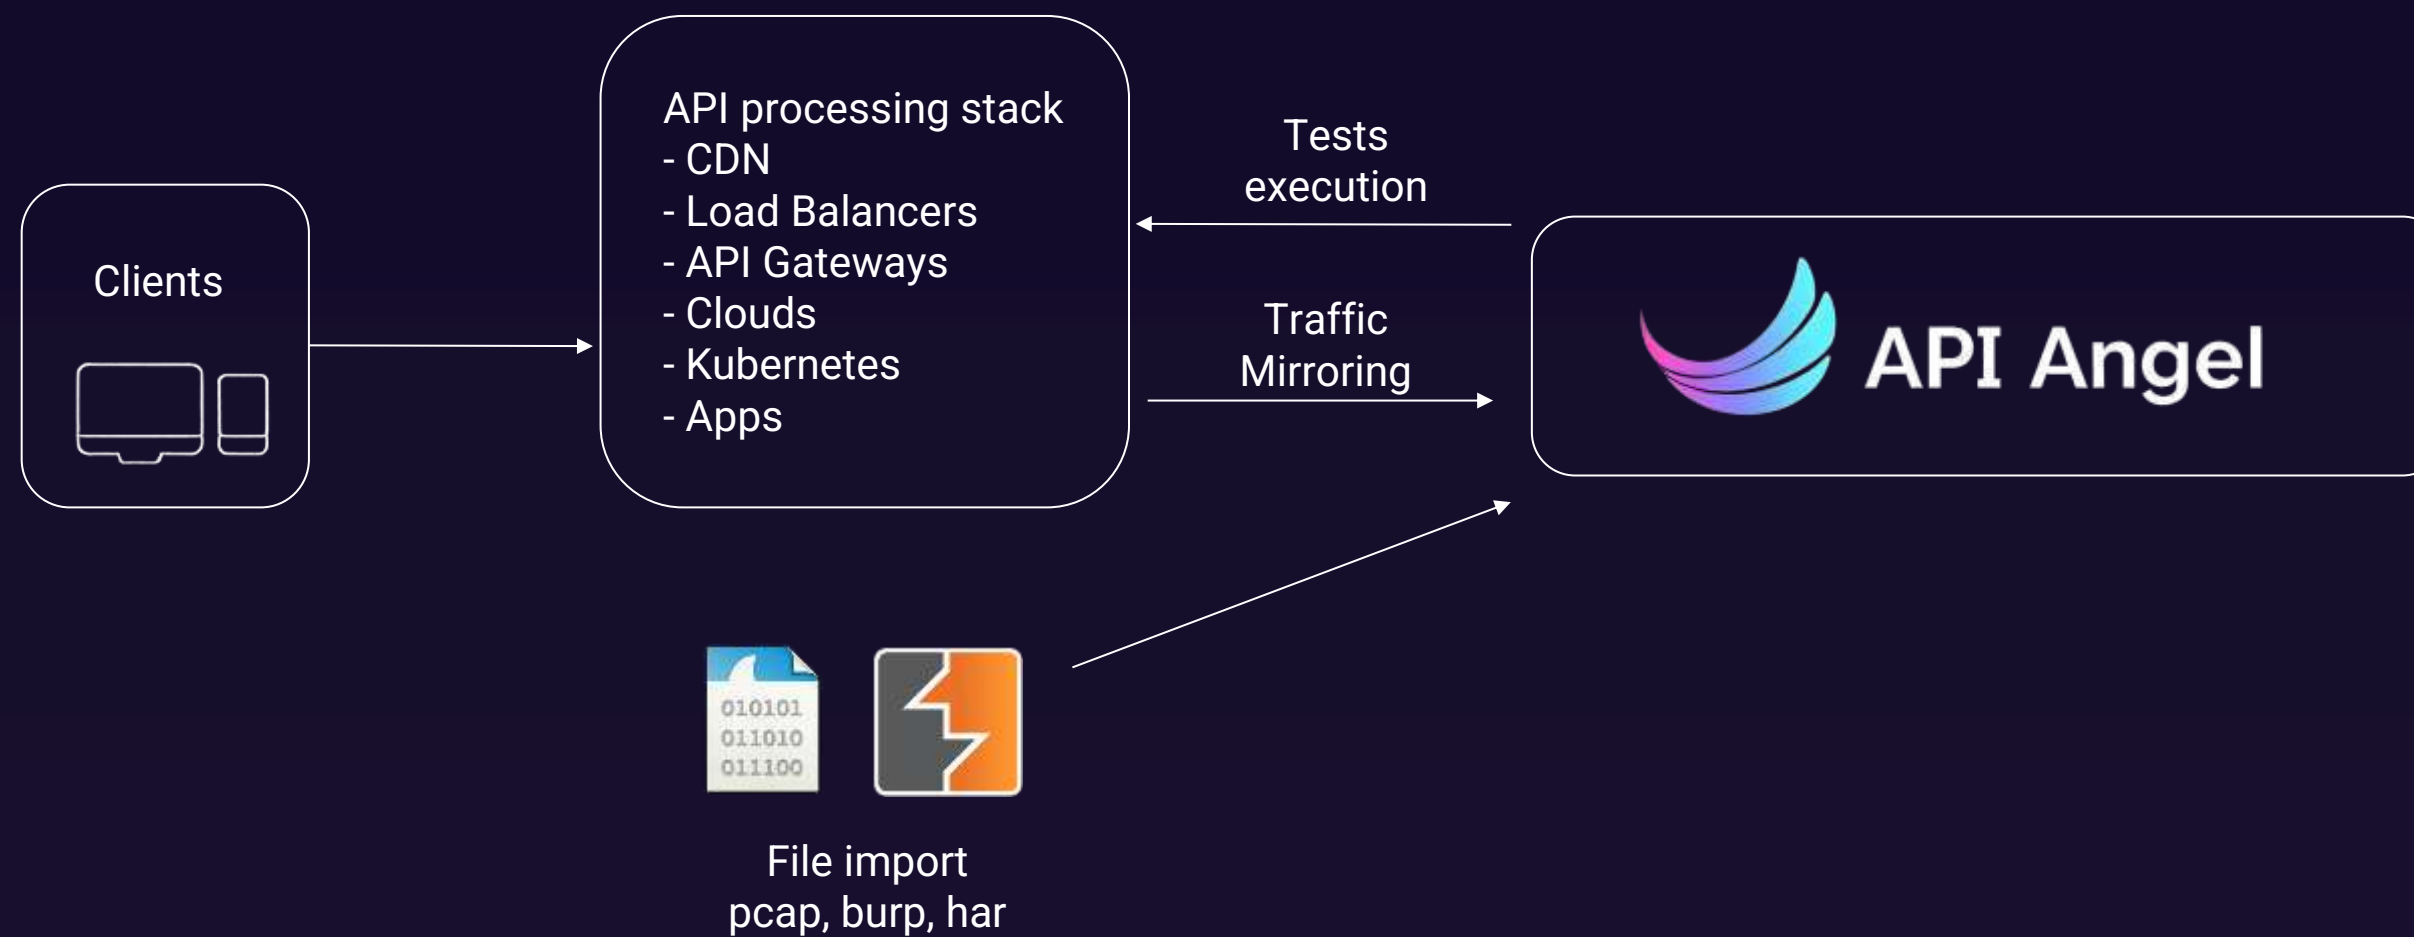 Clients
API processing stack
- CDN
- Load Balancers
- API Gateways
- Clouds
- Kubernetes
- Apps
Tests
execution
Traffic
Mirroring
API Angel
010101
011010
011100
File import
pcap, burp, har